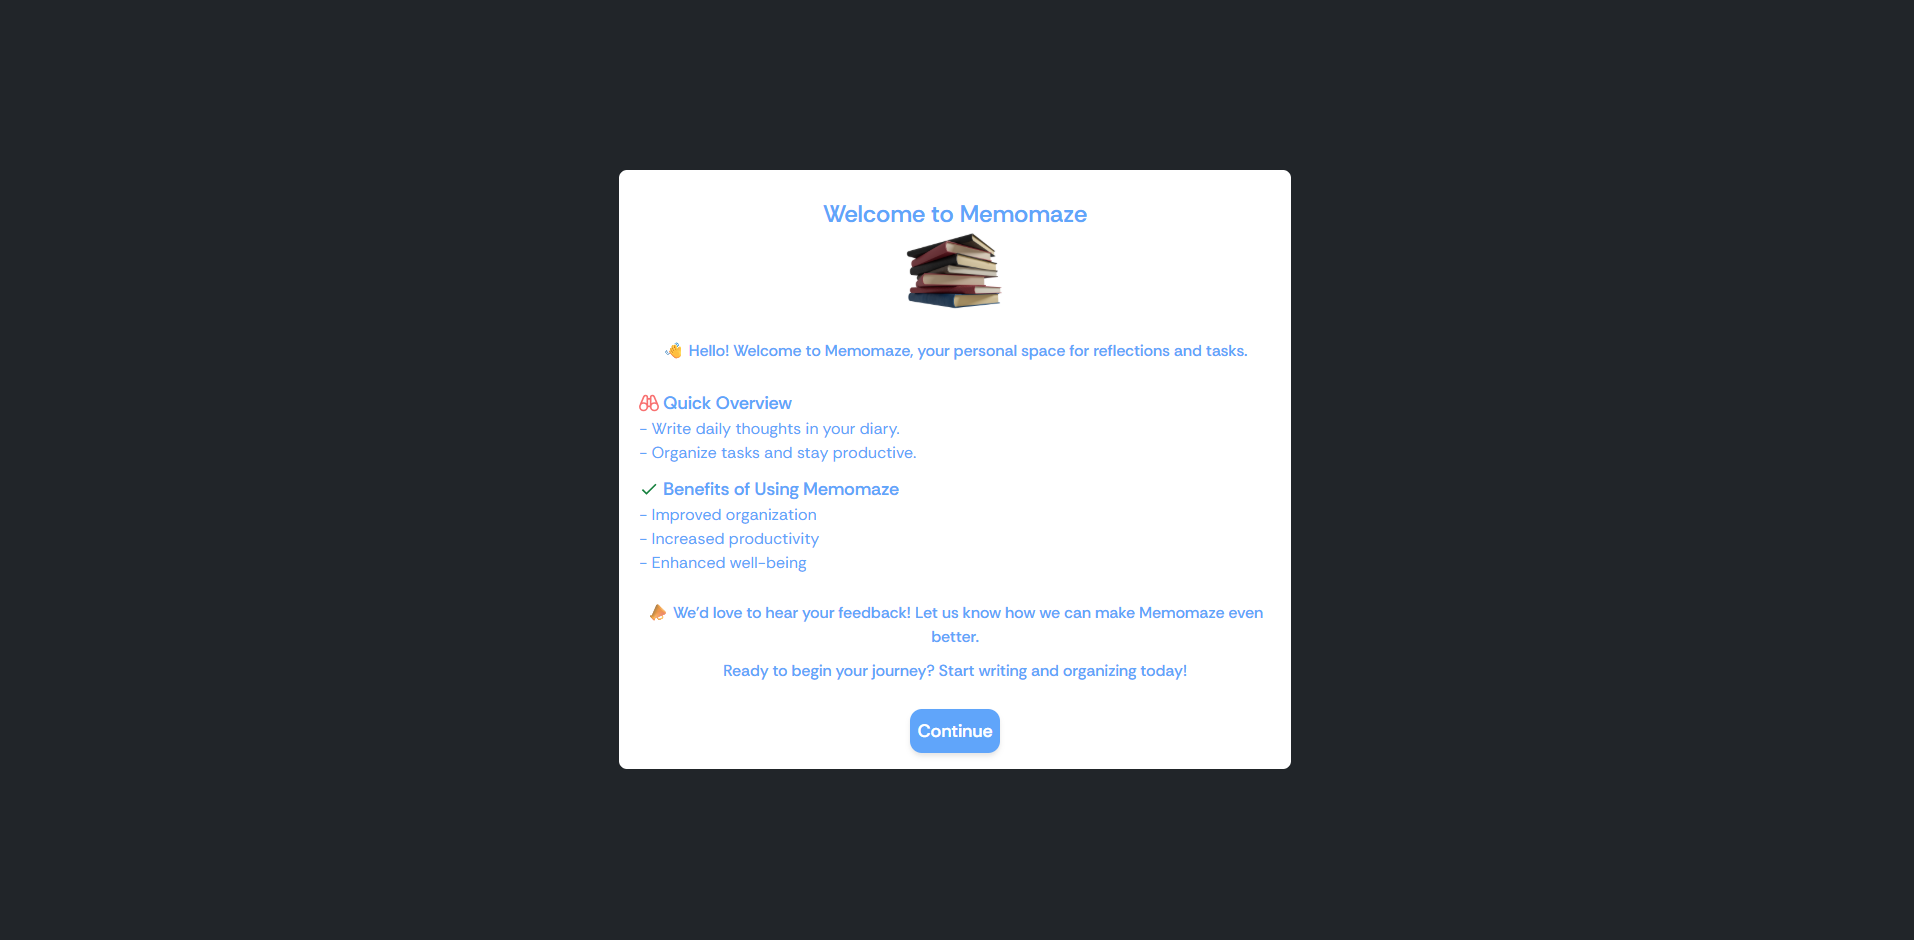 Welcome to Memomaze
👋 Hello! Welcome to Memomaze, your personal space for reflections and tasks.
Quick Overview
- Write daily thoughts in your diary.
- Organize tasks and stay productive.
Benefits of Using Memomaze
- Improved organization
- Increased productivity
- Enhanced well-being
📣 We'd love to hear your feedback! Let us know how we can make Memomaze even
better.
Ready to begin your journey? Start writing and organizing today!
Continue